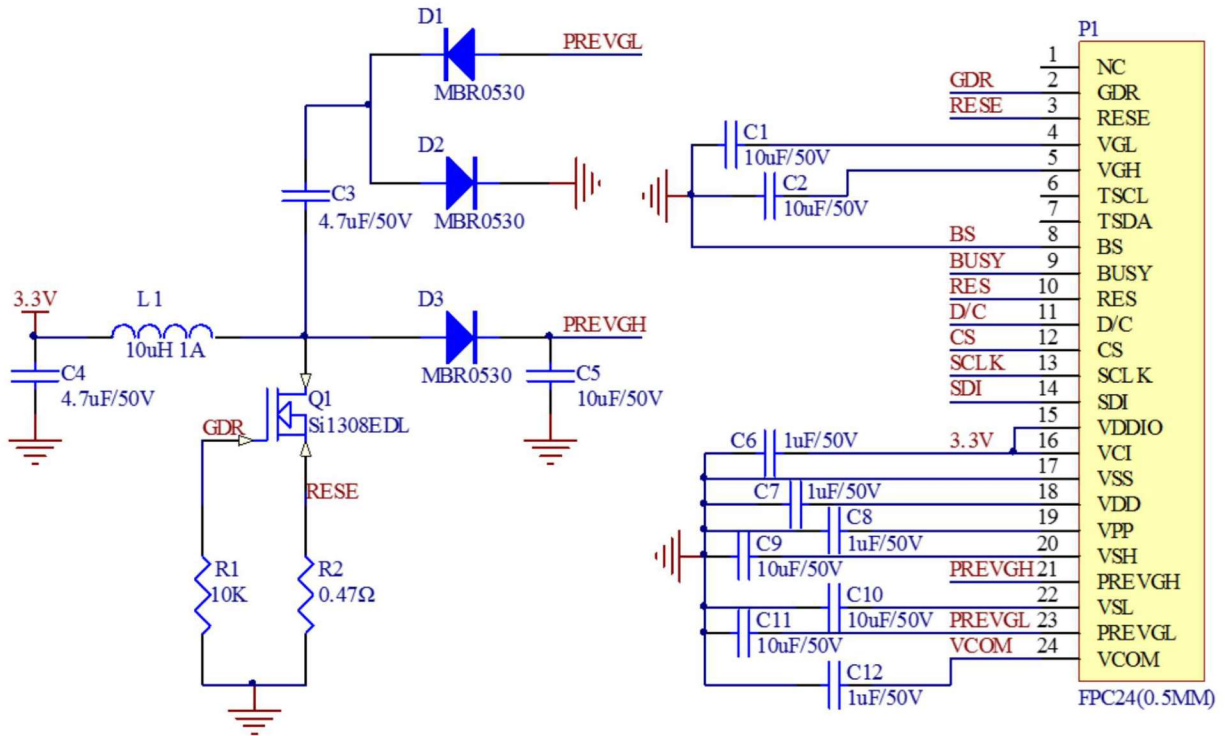 D1
PREVGL
MBR0530
D2
MBR0530
C3
4.7uF/50V
3.3V
L1
10uH 1A
D3
PREVGH
MBR0530
C4
4.7uF/50V
C5
10uF/50V
Q1
Si1308EDL
GDR
RESE
R1
10K
R2
0.47Ω
P1
1 NC
GDR 2 GDR
RESE 3 RESE
C1
10uF/50V
4 VGL
5 VGH
C2
10uF/50V
6 TSCL
7 TSDA
BS 8 BS
BUSY 9 BUSY
RES 10 RES
D/C 11 D/C
CS 12 CS
SCLK 13 SCLK
SDI 14 SDI
15 VDDIO
C6 1uF/50V
3.3V 16 VCI
17 VSS
C7 1uF/50V
18 VDD
C8
1uF/50V
19 VPP
C9
10uF/50V
20 VSH
PREVGH 21 PREVGH
C10
10uF/50V
22 VSL
C11
10uF/50V
PREVGL 23 PREVGL
VCOM 24 VCOM
C12
1uF/50V
FPC24(0.5MM)